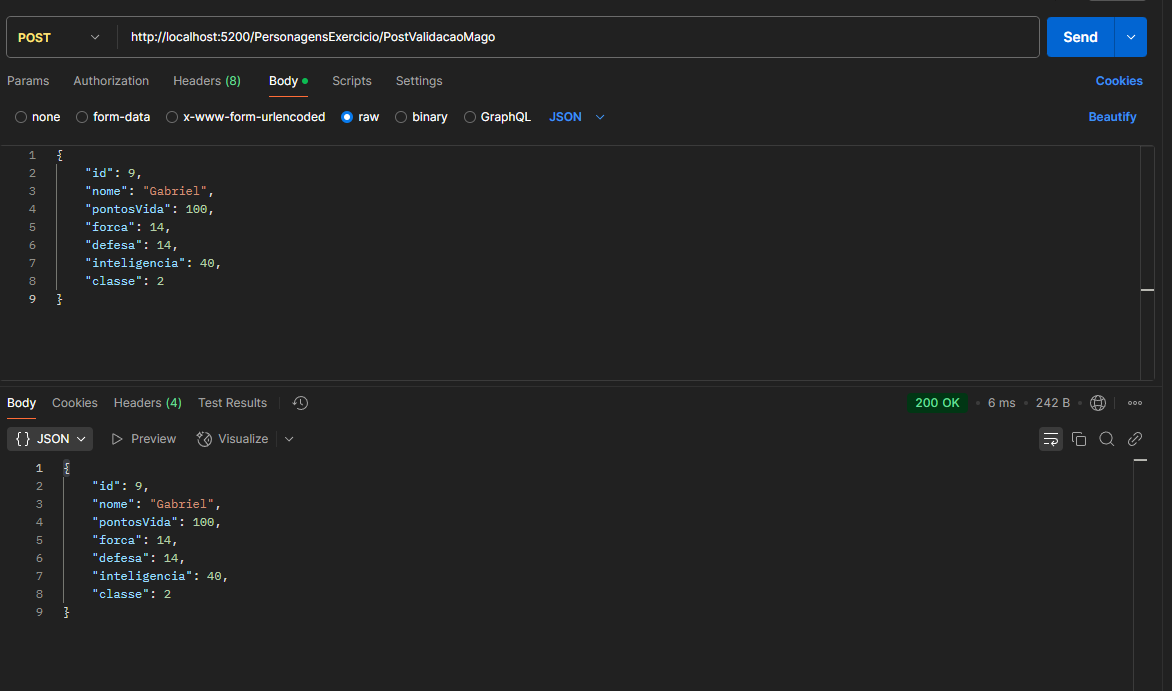 POST http://localhost:5200/PersonagensExercicio/PostValidacaoMago Send
Params Authorization Headers (8) Body Scripts Settings Cookies
none form-data x-www-form-urlencoded raw binary GraphQL JSON Beautify
1 {
2 "id": 9,
3 "nome": "Gabriel",
4 "pontosVida": 100,
5 "forca": 14,
6 "defesa": 14,
7 "inteligencia": 40,
8 "classe": 2
9 }
Body Cookies Headers (4) Test Results 200 OK • 6 ms • 242 B •
{} JSON Preview Visualize
1 {
2 "id": 9,
3 "nome": "Gabriel",
4 "pontosVida": 100,
5 "forca": 14,
6 "defesa": 14,
7 "inteligencia": 40,
8 "classe": 2
9 }